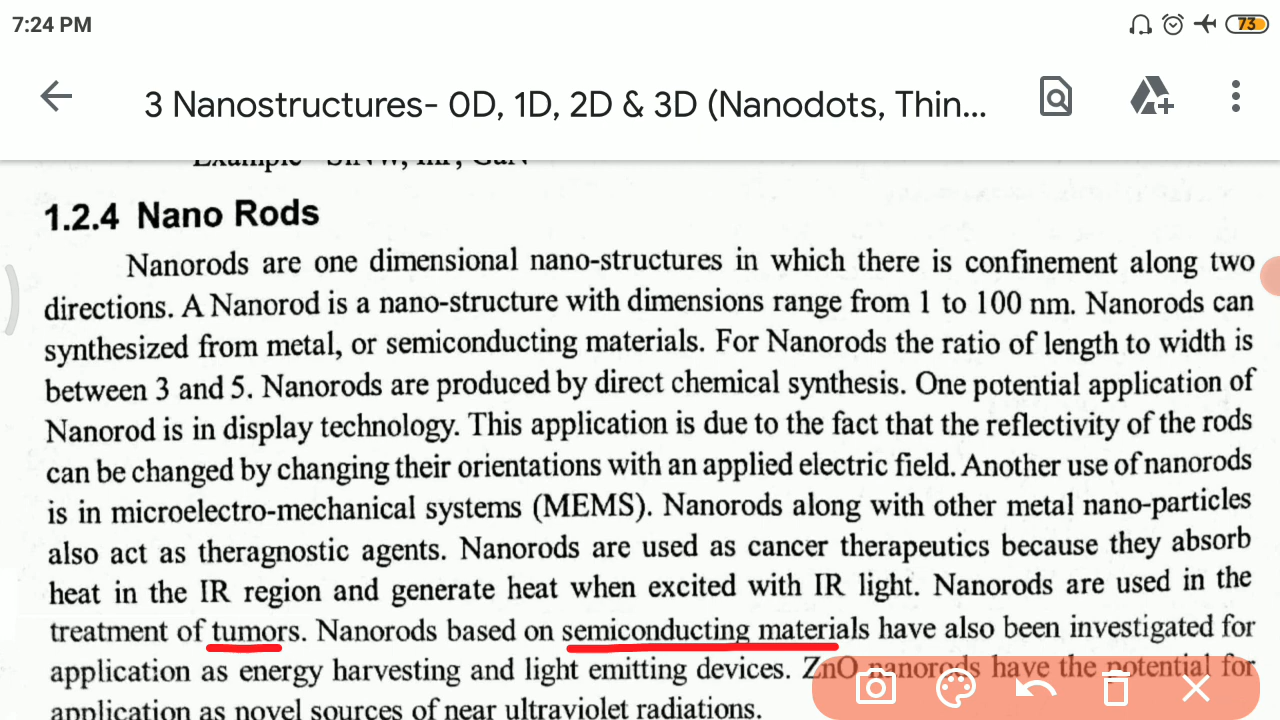 7:24 PM
73
3 Nanostructures- 0D, 1D, 2D & 3D (Nanodots, Thin...
Example SiNW, InP, GaN
1.2.4 Nano Rods
Nanorods are one dimensional nano-structures in which there is confinement along two
directions. A Nanorod is a nano-structure with dimensions range from 1 to 100 nm. Nanorods can
synthesized from metal, or semiconducting materials. For Nanorods the ratio of length to width is
between 3 and 5. Nanorods are produced by direct chemical synthesis. One potential application of
Nanorod is in display technology. This application is due to the fact that the reflectivity of the rods
can be changed by changing their orientations with an applied electric field. Another use of nanorods
is in microelectro-mechanical systems (MEMS). Nanorods along with other metal nano-particles
also act as theragnostic agents. Nanorods are used as cancer therapeutics because they absorb
heat in the IR region and generate heat when excited with IR light. Nanorods are used in the
treatment of tumors. Nanorods based on semiconducting materials have also been investigated for
application as energy harvesting and light emitting devices. ZnO nanorods have the potential for
application as novel sources of near ultraviolet radiations.